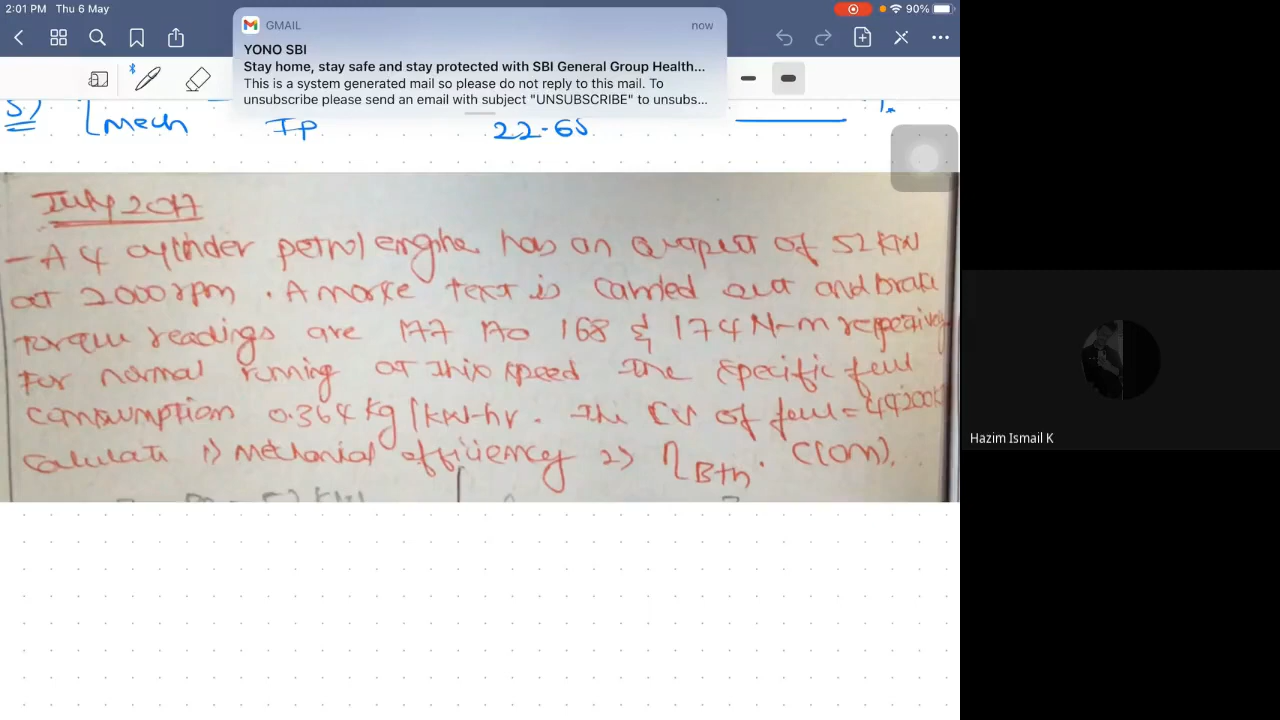 2:01 PM Thu 6 May
90%
GMAIL
now
YONO SBI
Stay home, stay safe and stay protected with SBI General Group Health...
This is a system generated mail so please do not reply to this mail. To
unsubscribe please send an email with subject "UNSUBSCRIBE" to unsubs...
5)
Mech
IP
22.65
July 2017
- A 4 cylinder petrol engine has an output of 52 KW
at 2000 rpm. A morse text is carried out and brake
torque readings are 177 170 168 & 174 N-m respectively
For normal running at this speed The specific fuel
consumption 0.364 kg/kw-hr. The CV of fuel = 44200K
calculate 1) mechanical efficiency 2) ηBth. (10m).
Hazim Ismail K